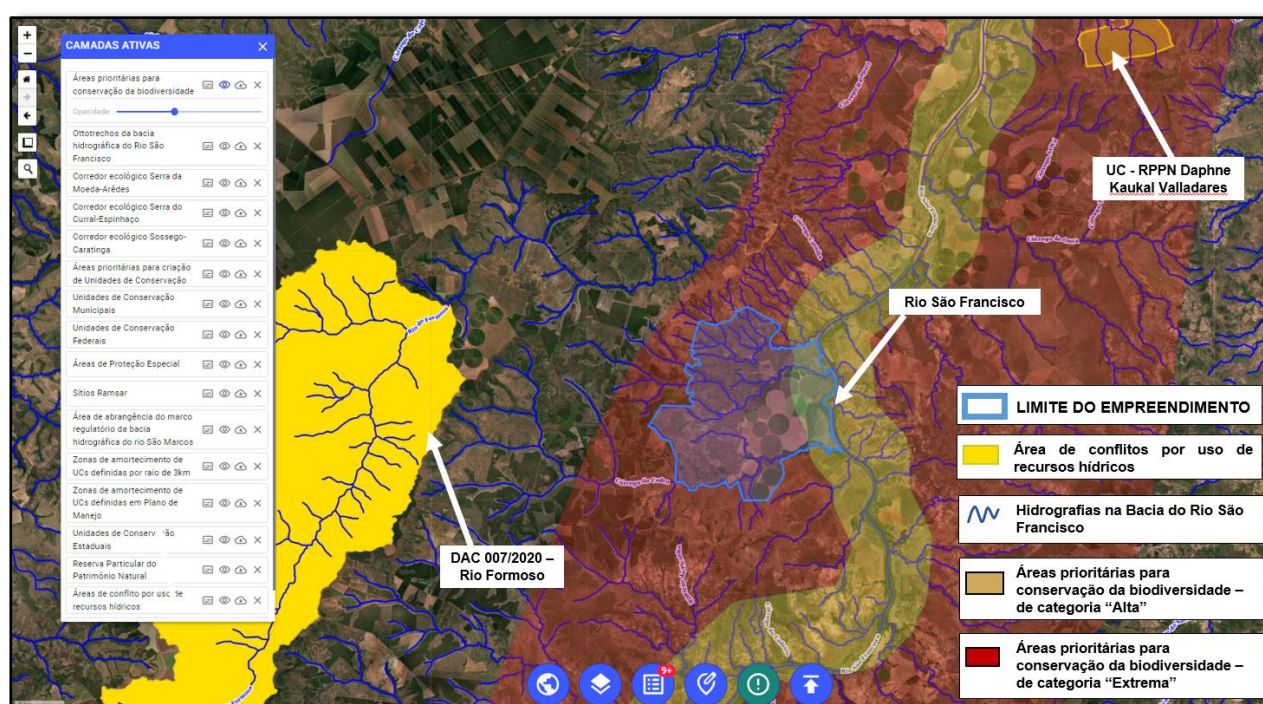 CAMADAS ATIVAS
Áreas prioritárias para
conservação da biodiversidade
Opacidade:
Ottotrechos da bacia
hidrográfica do Rio São
Francisco
Corredor ecológico Serra da
Moeda-Arêdes
Corredor ecológico Serra do
Curral-Espinhaço
Corredor ecológico Sossego-
Caratinga
Áreas prioritárias para criação
de Unidades de Conservação
Unidades de Conservação
Municipais
Unidades de Conservação
Federais
Áreas de Proteção Especial
Sítios Ramsar
Área de abrangência do marco
regulatório da bacia
hidrográfica do rio São Marcos
Zonas de amortecimento de
UCs definidas por raio de 3km
Zonas de amortecimento de
UCs definidas em Plano de
Manejo
Unidades de Conservação
Estaduais
Reserva Particular do
Patrimônio Natural
Áreas de conflito por uso de
recursos hídricos
UC - RPPN Daphne
Kaukal Valladares
Rio São Francisco
DAC 007/2020 –
Rio Formoso
Rio Formoso
Córrego do Cedro
Rio São Francisco
9+
LIMITE DO EMPREENDIMENTO
Área de conflitos por uso de
recursos hídricos
Hidrografias na Bacia do Rio São
Francisco
Áreas prioritárias para
conservação da biodiversidade –
de categoria “Alta”
Áreas prioritárias para
conservação da biodiversidade –
de categoria “Extrema”